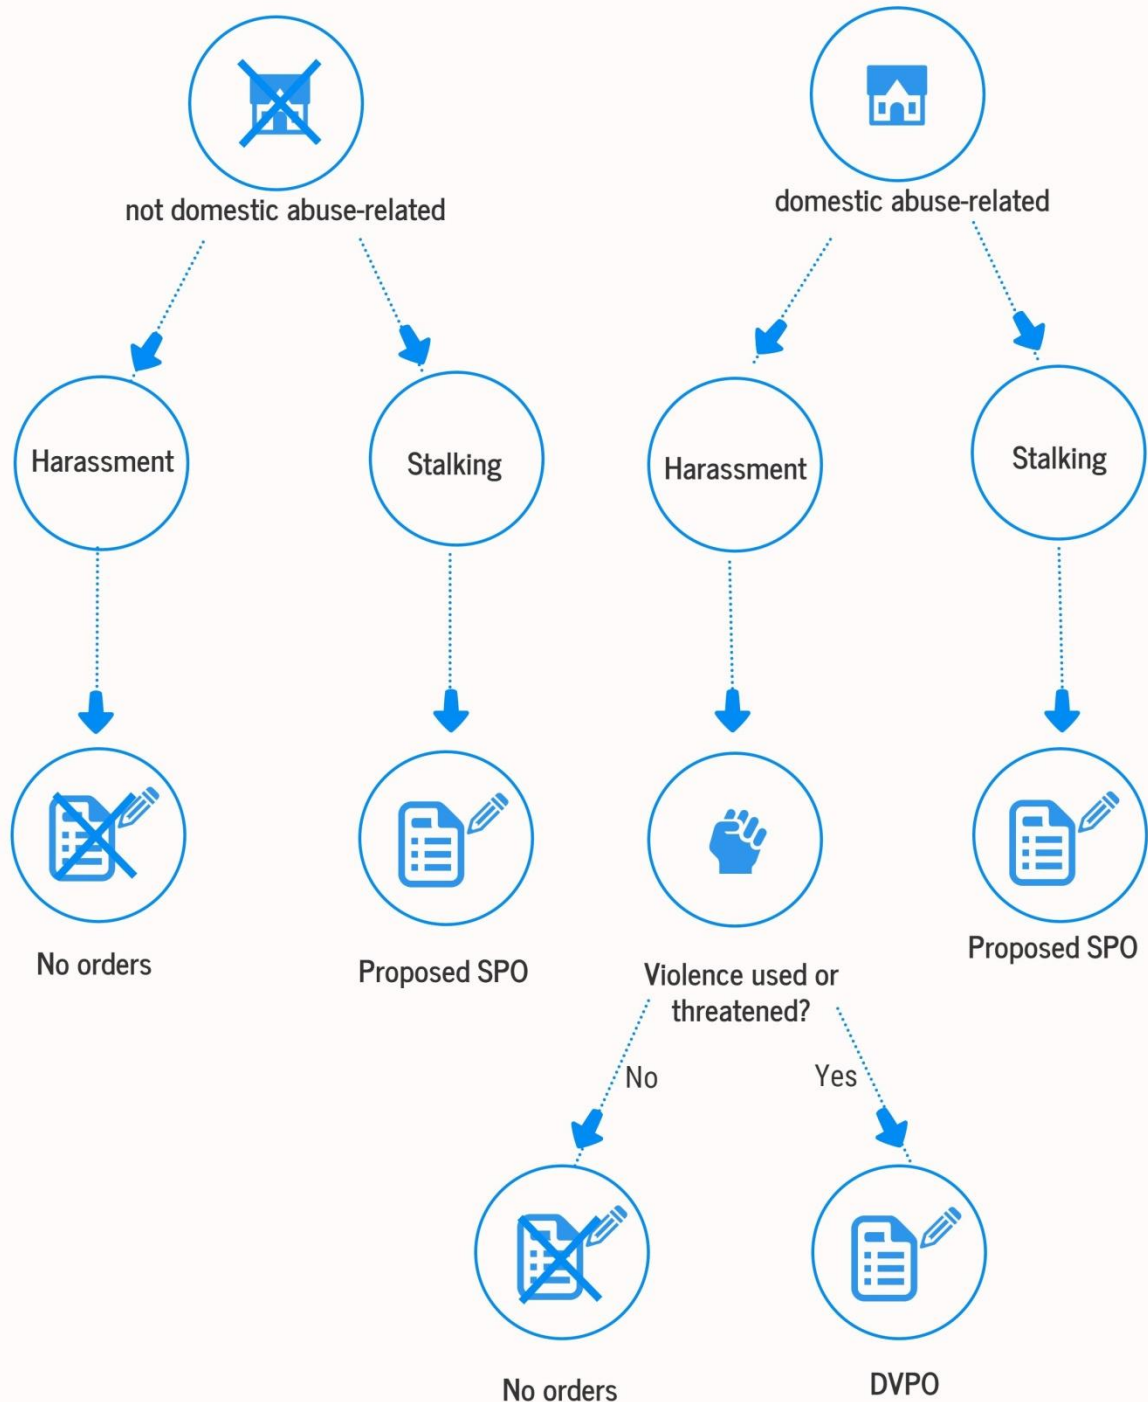 not domestic abuse-related
domestic abuse-related
Harassment
Stalking
Harassment
Stalking
No orders
Proposed SPO
Violence used or
threatened?
Proposed SPO
No
Yes
No orders
DVPO